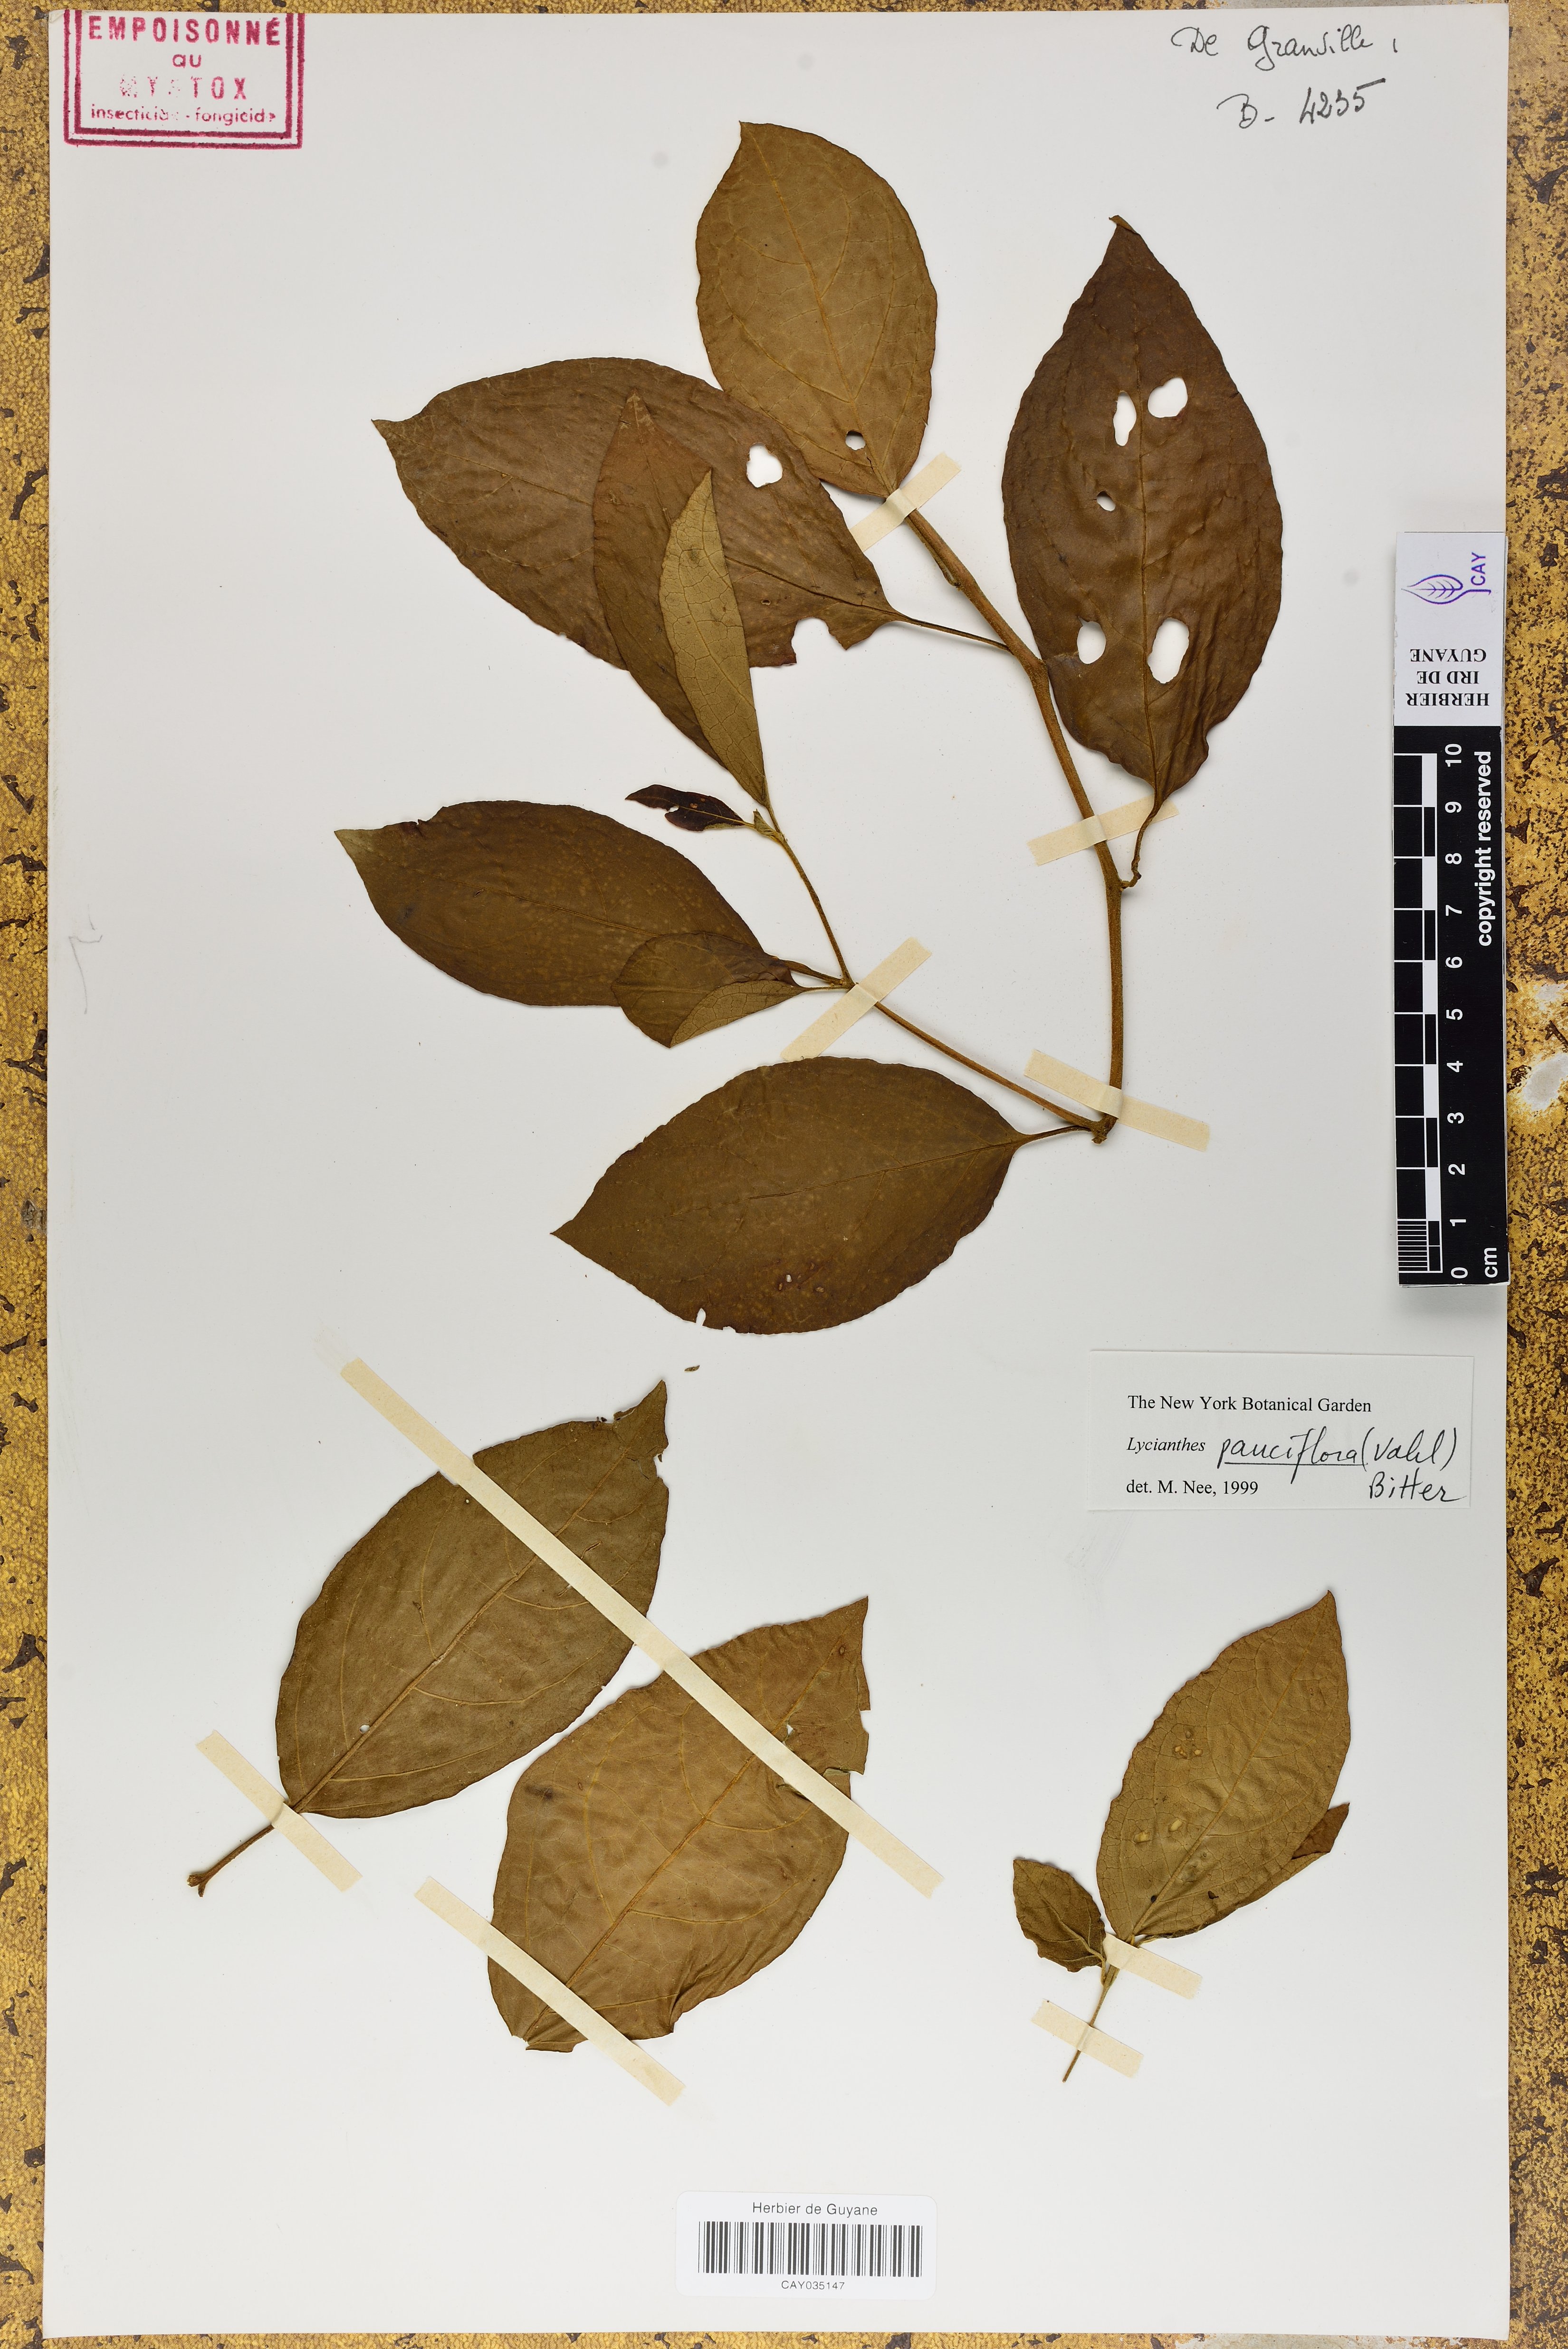 EMPOISONNÉ
au
MYSTOX
insecticide - fongicide
De Granville,
B- 4235
CAY
HERBIER
IRD DE
GUYANE
10 9 8 7 6 5 4 3 2 1 0
cm
copyright reserved
The New York Botanical Garden
Lycianthes pauciflora (Vahl)
Bitter
det. M. Nee, 1999
Herbier de Guyane
CAY035147